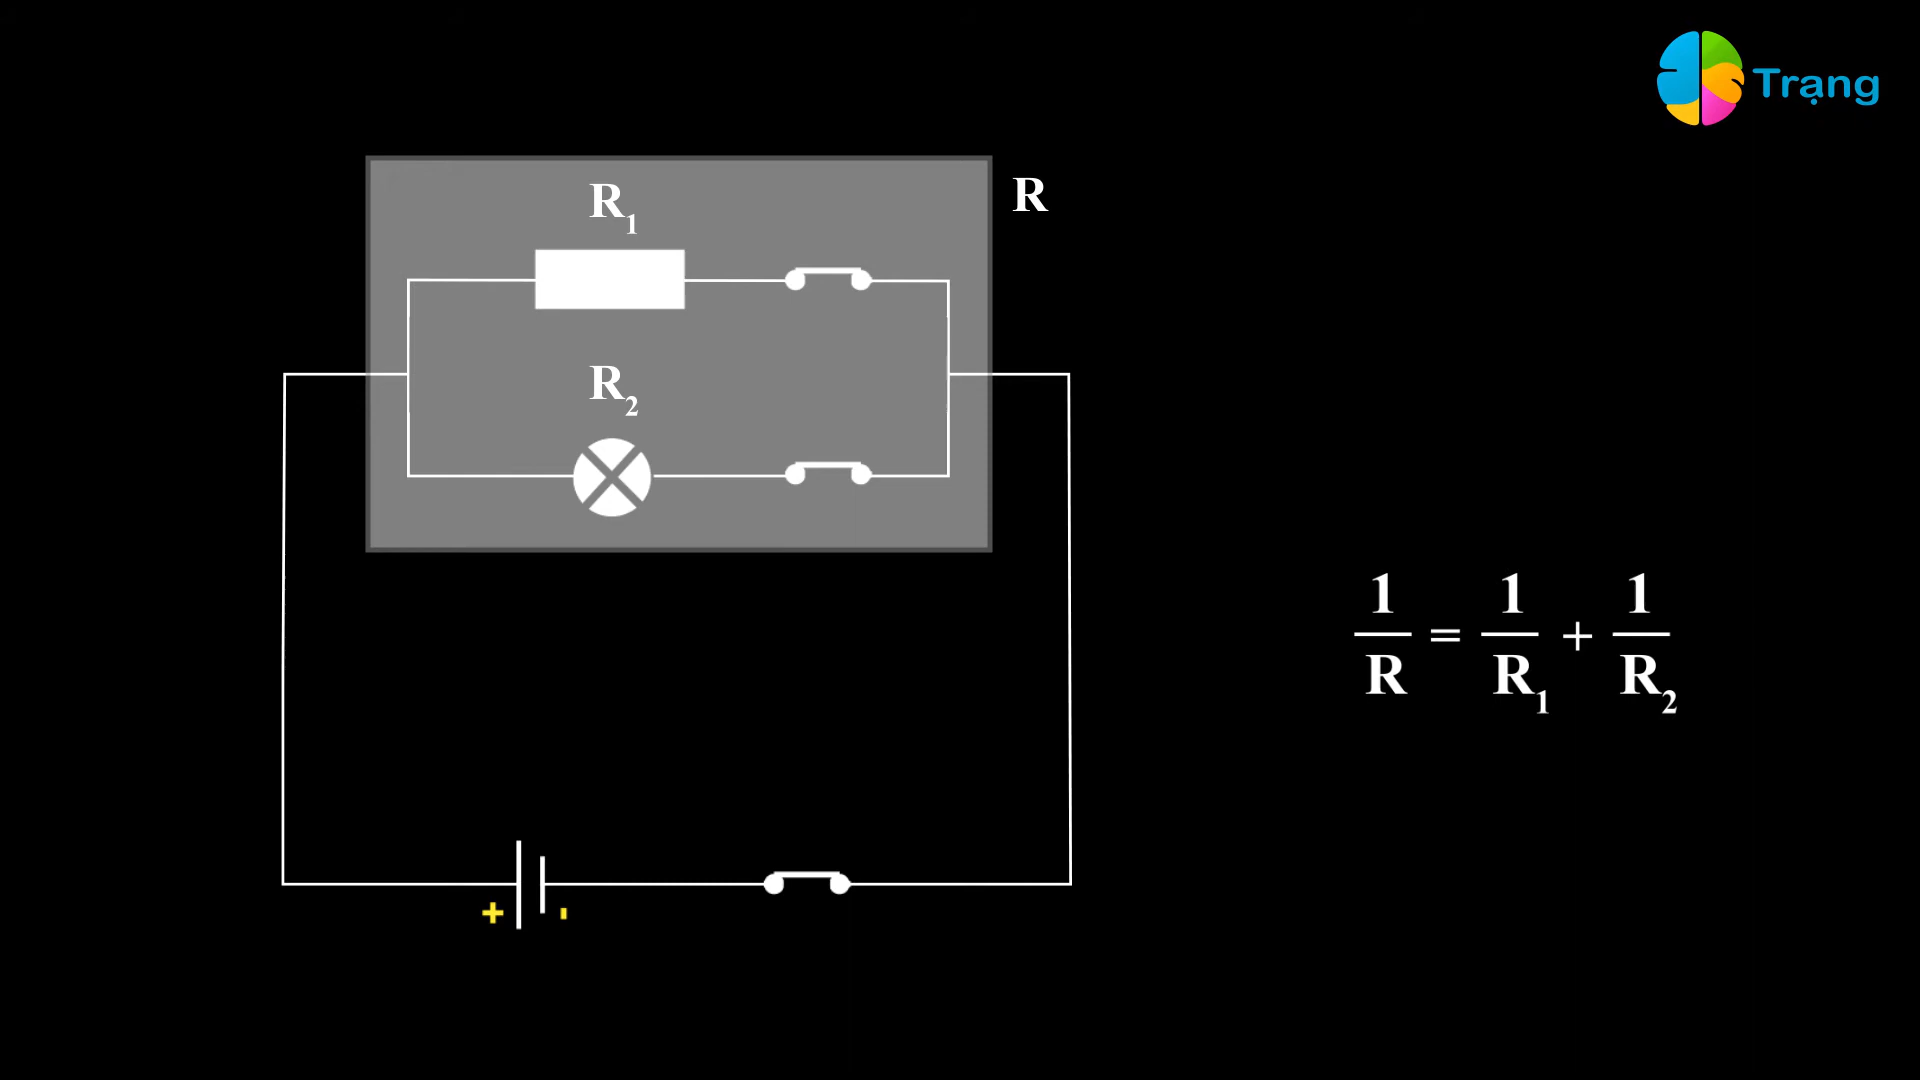 Trạng
R
R₁
R₂
+ -
1/R = 1/R₁ + 1/R₂